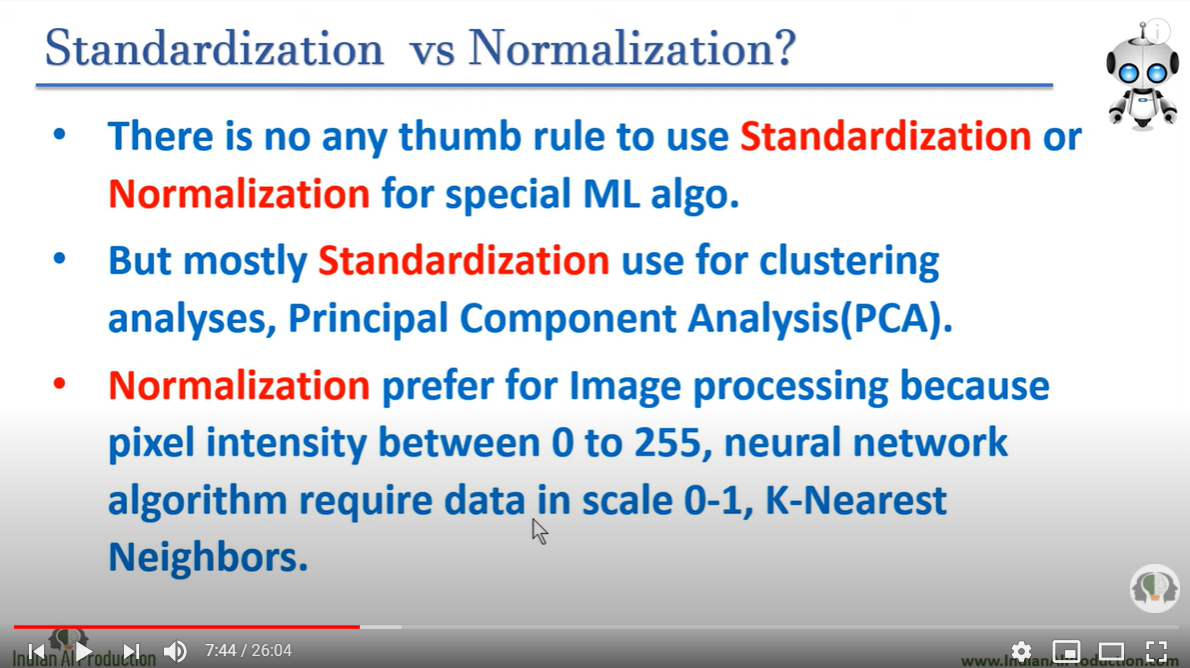 Standardization vs Normalization?
• There is no any thumb rule to use Standardization or
Normalization for special ML algo.
• But mostly Standardization use for clustering
analyses, Principal Component Analysis(PCA).
• Normalization prefer for Image processing because
pixel intensity between 0 to 255, neural network
algorithm require data in scale 0-1, K-Nearest
Neighbors.
7:44 / 26:04
Indian AI Production
www.IndianAIProduction.com